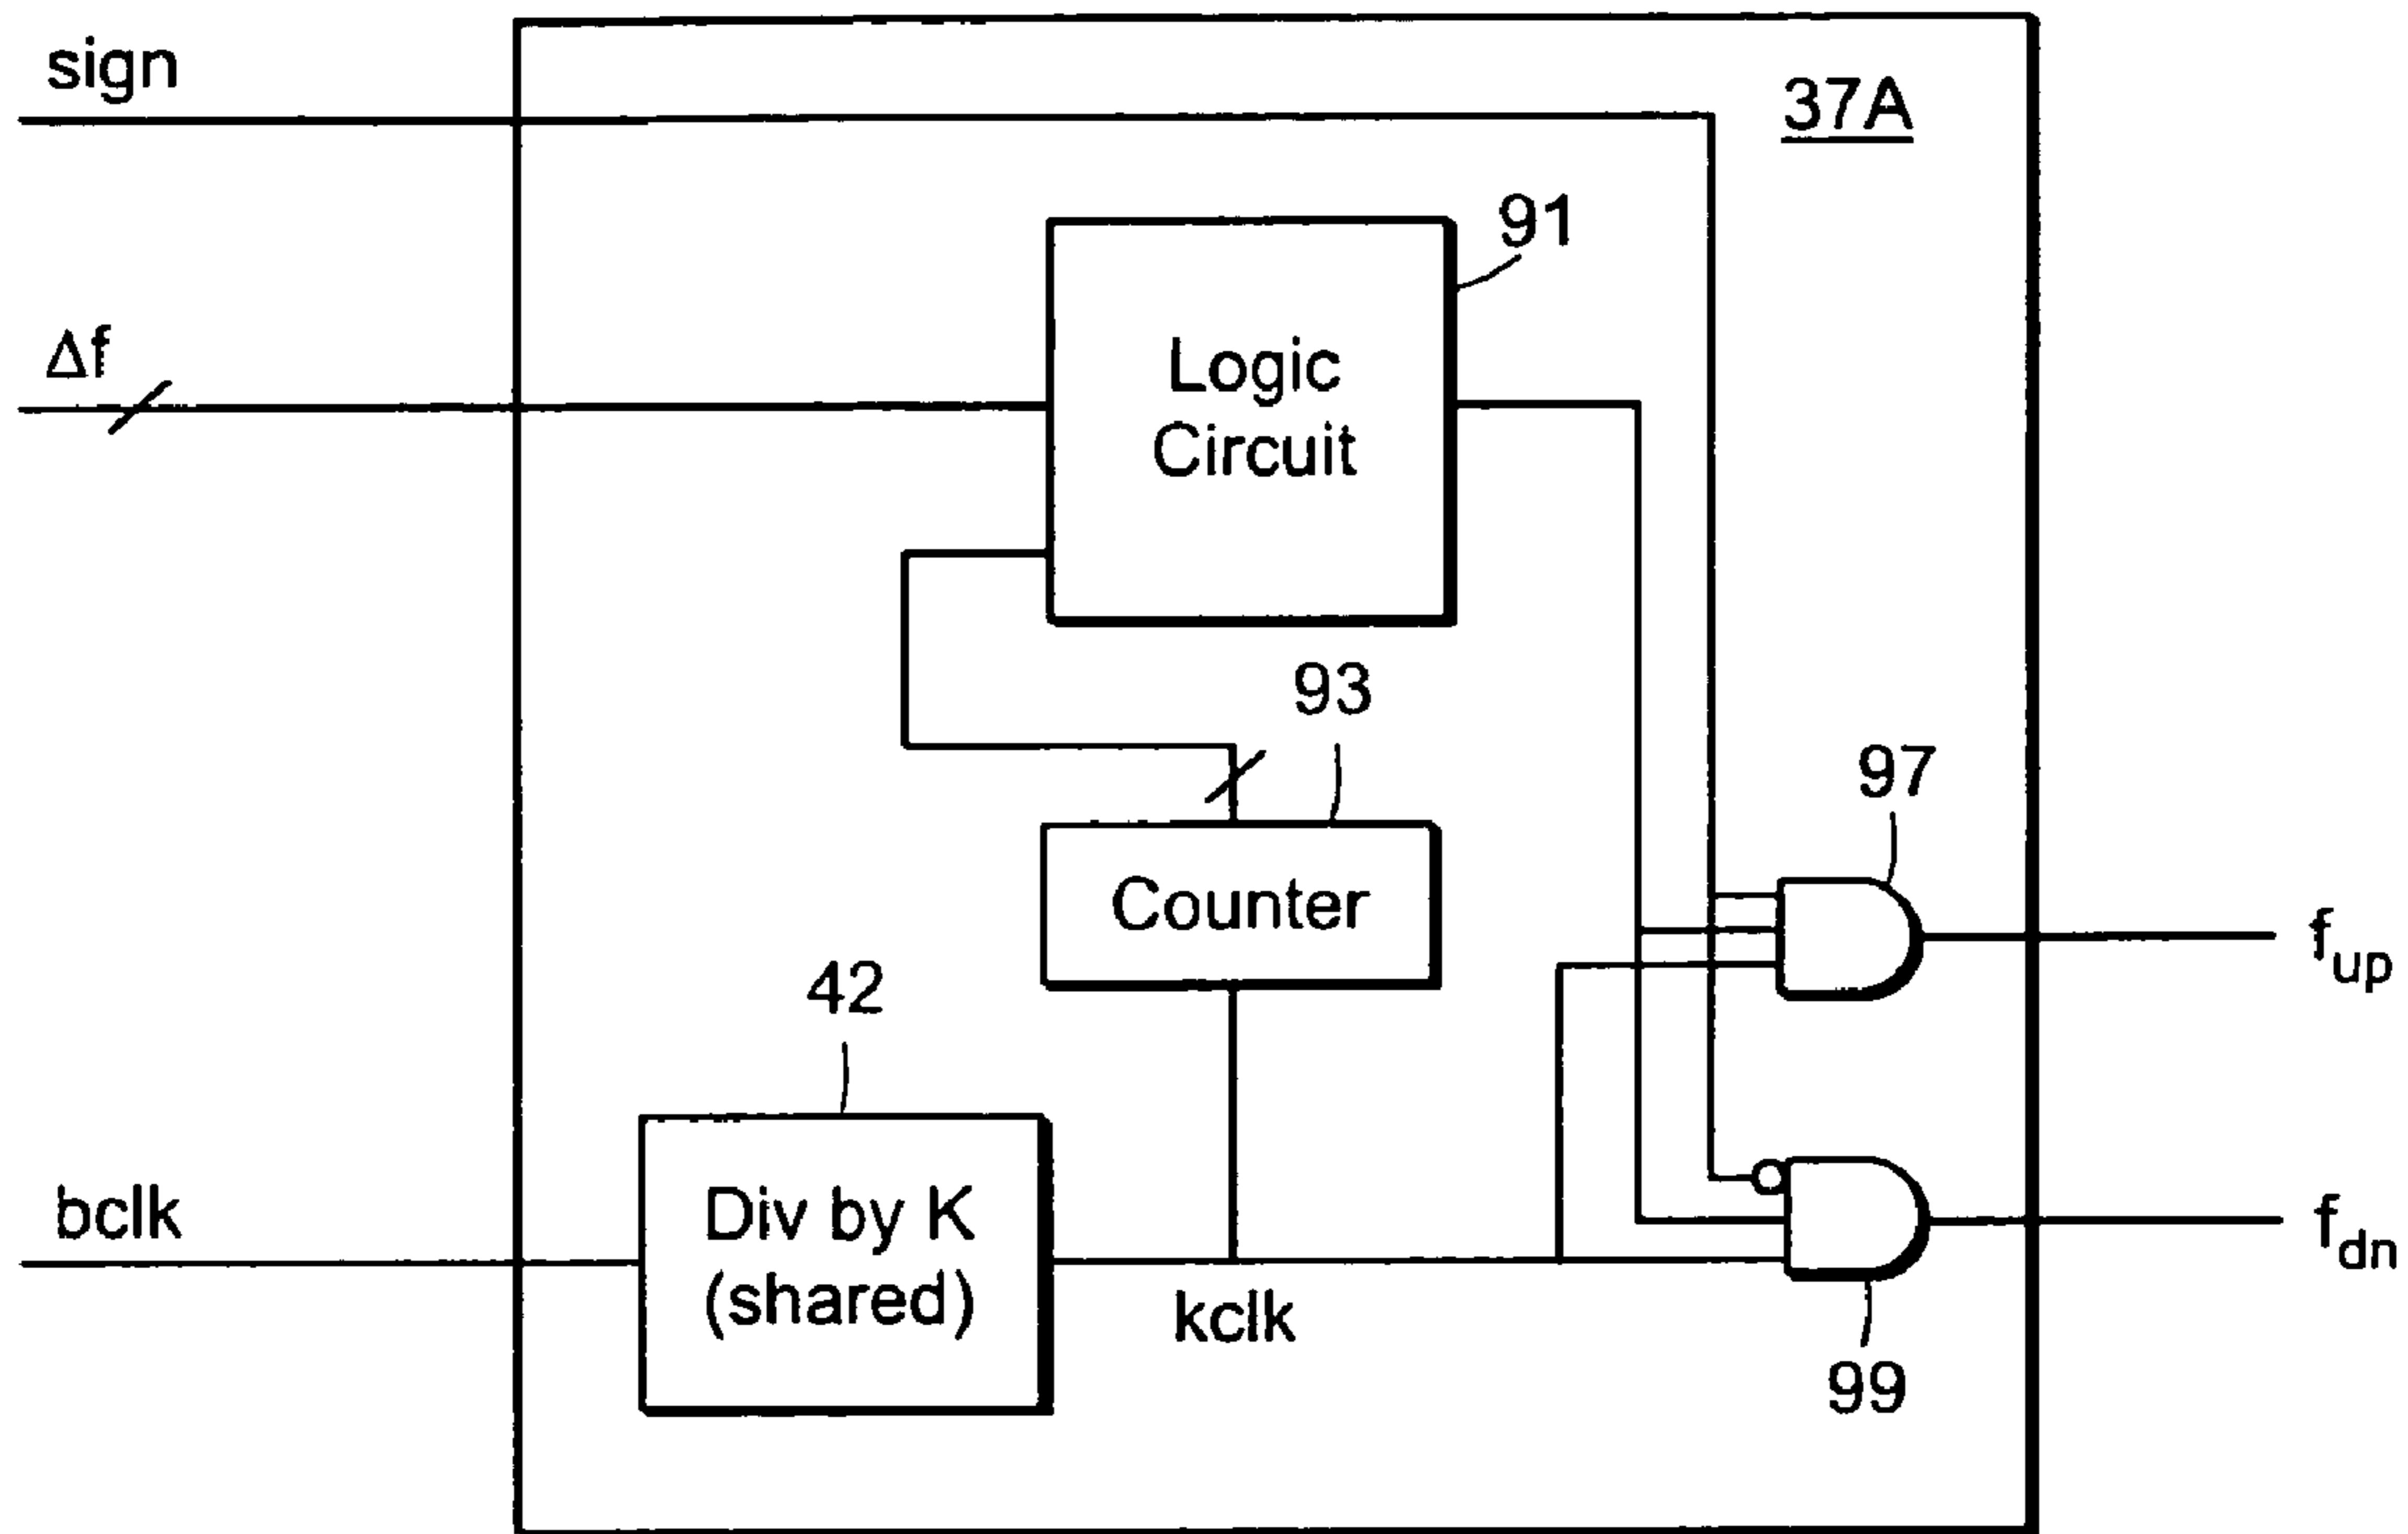 sign
37A
91
Δf
Logic
Circuit
93
97
Counter
f_up
42
bclk
Div by K
(shared)
kclk
f_dn
99